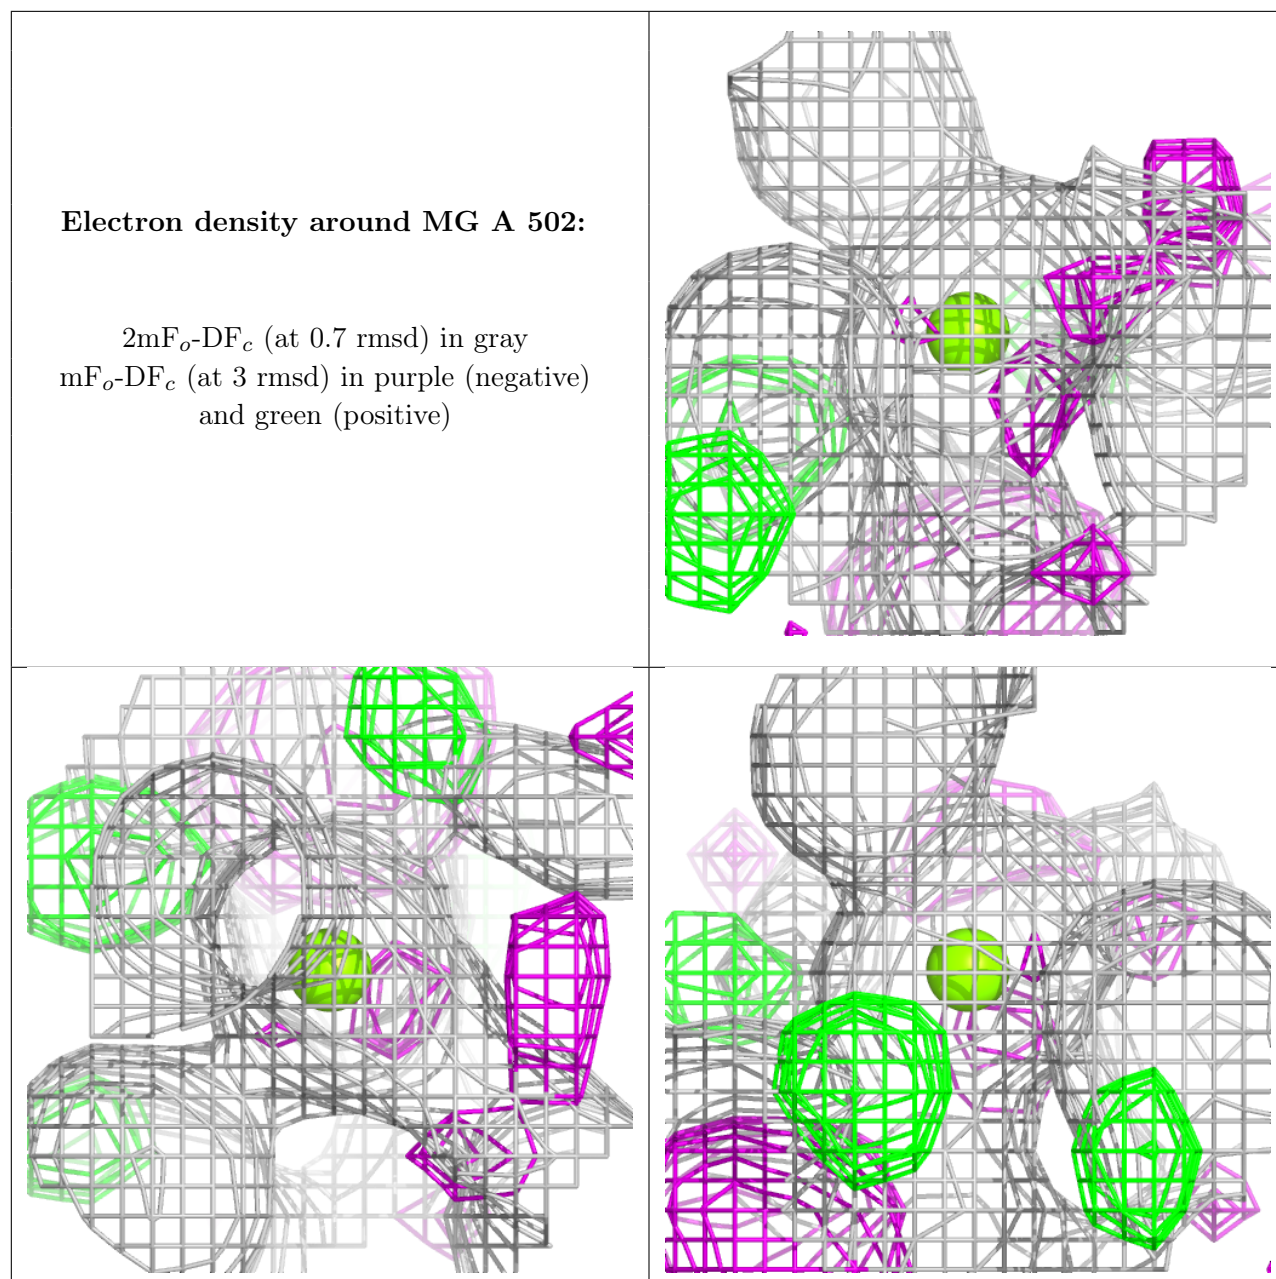 Electron density around MG A 502:
2mFo-DFc (at 0.7 rmsd) in gray
mFo-DFc (at 3 rmsd) in purple (negative)
and green (positive)